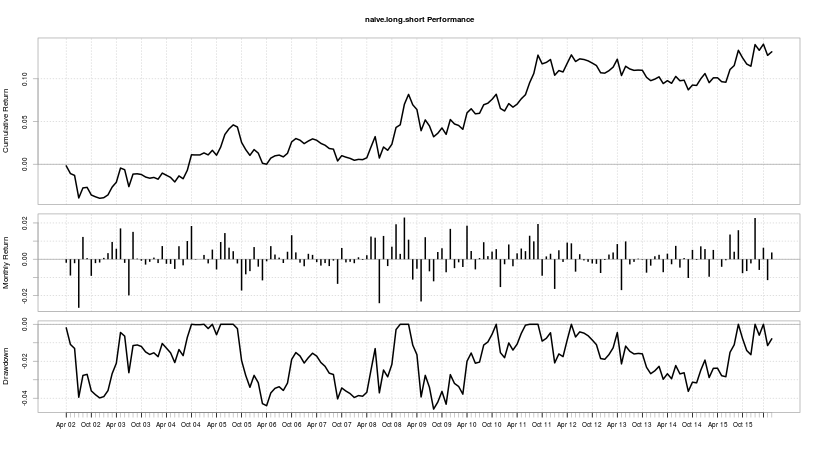 naive.long.short Performance
Cumulative Return
0.10
0.05
0.00
Monthly Return
0.02
0.00
-0.02
Drawdown
0.00
-0.02
-0.04
Apr 02 Oct 02 Apr 03 Oct 03 Apr 04 Oct 04 Apr 05 Oct 05 Apr 06 Oct 06 Apr 07 Oct 07 Apr 08 Oct 08 Apr 09 Oct 09 Apr 10 Oct 10 Apr 11 Oct 11 Apr 12 Oct 12 Apr 13 Oct 13 Apr 14 Oct 14 Apr 15 Oct 15